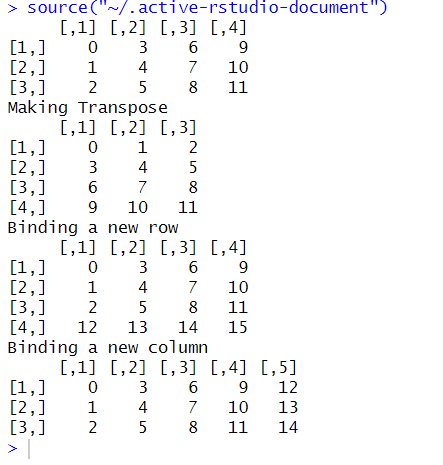 > source("~/.active-rstudio-document")
     [,1] [,2] [,3] [,4]
[1,]    0    3    6    9
[2,]    1    4    7   10
[3,]    2    5    8   11
Making Transpose
     [,1] [,2] [,3]
[1,]    0    1    2
[2,]    3    4    5
[3,]    6    7    8
[4,]    9   10   11
Binding a new row
     [,1] [,2] [,3] [,4]
[1,]    0    3    6    9
[2,]    1    4    7   10
[3,]    2    5    8   11
[4,]   12   13   14   15
Binding a new column
     [,1] [,2] [,3] [,4] [,5]
[1,]    0    3    6    9   12
[2,]    1    4    7   10   13
[3,]    2    5    8   11   14
>